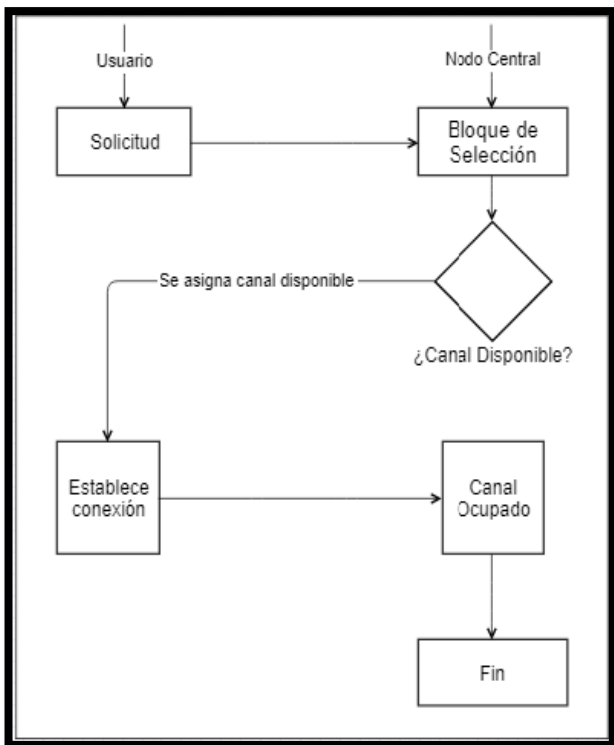 Usuario
Nodo Central
Solicitud
Bloque de
Selección
Se asigna canal disponible
¿Canal Disponible?
Establece
conexión
Canal
Ocupado
Fin